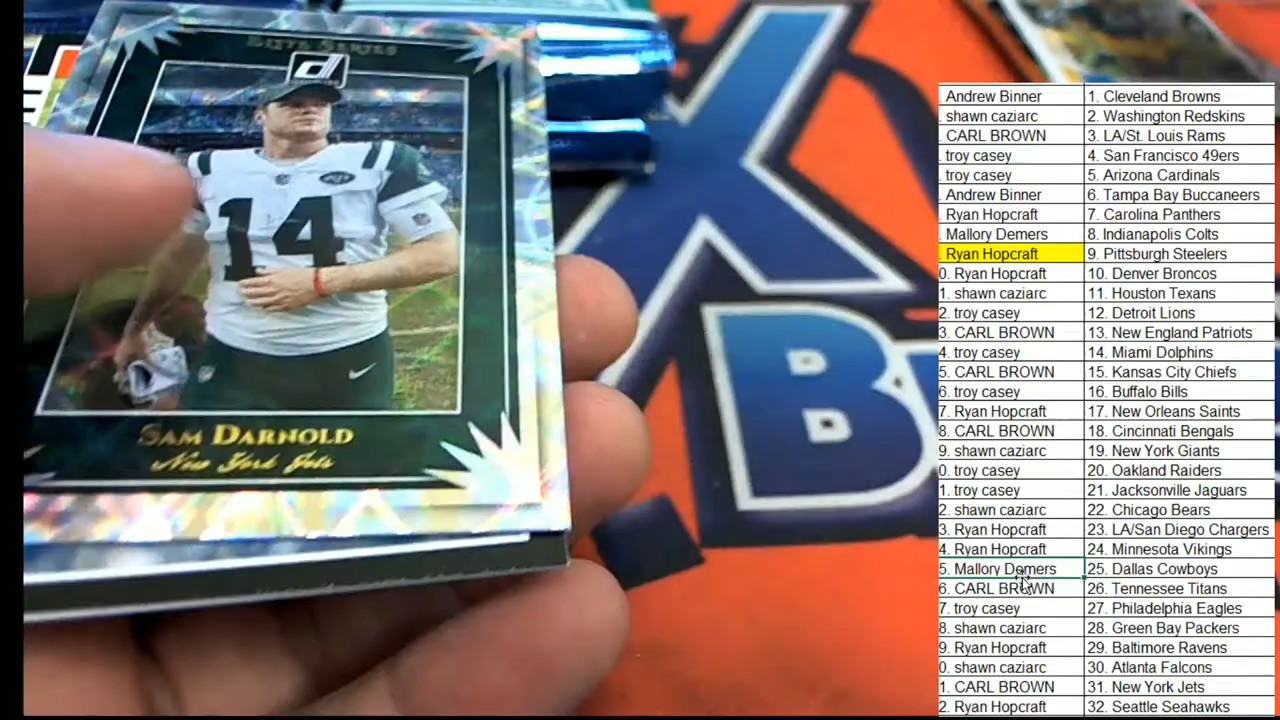 ELITE SERIES
d
JETS
14
SAM DARNOLD
New York Jets
X
B
. Andrew Binner 1. Cleveland Browns
. shawn caziarc 2. Washington Redskins
. CARL BROWN 3. LA/St. Louis Rams
. troy casey 4. San Francisco 49ers
. troy casey 5. Arizona Cardinals
. Andrew Binner 6. Tampa Bay Buccaneers
. Ryan Hopcraft 7. Carolina Panthers
. Mallory Demers 8. Indianapolis Colts
. Ryan Hopcraft 9. Pittsburgh Steelers
0. Ryan Hopcraft 10. Denver Broncos
1. shawn caziarc 11. Houston Texans
2. troy casey 12. Detroit Lions
3. CARL BROWN 13. New England Patriots
4. troy casey 14. Miami Dolphins
5. CARL BROWN 15. Kansas City Chiefs
6. troy casey 16. Buffalo Bills
7. Ryan Hopcraft 17. New Orleans Saints
8. CARL BROWN 18. Cincinnati Bengals
9. shawn caziarc 19. New York Giants
0. troy casey 20. Oakland Raiders
1. troy casey 21. Jacksonville Jaguars
2. shawn caziarc 22. Chicago Bears
3. Ryan Hopcraft 23. LA/San Diego Chargers
4. Ryan Hopcraft 24. Minnesota Vikings
5. Mallory Demers 25. Dallas Cowboys
6. CARL BROWN 26. Tennessee Titans
7. troy casey 27. Philadelphia Eagles
8. shawn caziarc 28. Green Bay Packers
9. Ryan Hopcraft 29. Baltimore Ravens
0. shawn caziarc 30. Atlanta Falcons
1. CARL BROWN 31. New York Jets
2. Ryan Hopcraft 32. Seattle Seahawks